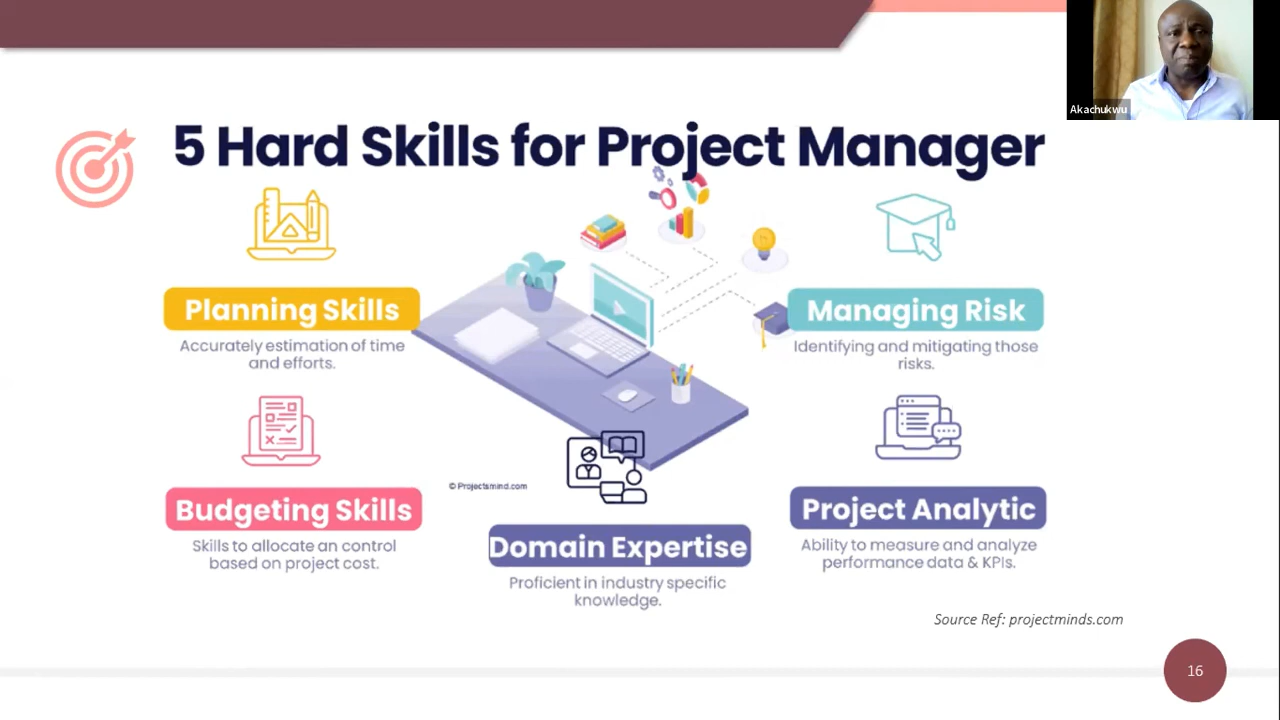 Akachukwu
5 Hard Skills for Project Manager
Planning Skills
Accurately estimation of time
and efforts.
Managing Risk
Identifying and mitigating those
risks.
Budgeting Skills
Skills to allocate an control
based on project cost.
© Projectsmind.com
Domain Expertise
Proficient in industry specific
knowledge.
Project Analytic
Ability to measure and analyze
performance data & KPIs.
Source Ref: projectminds.com
16